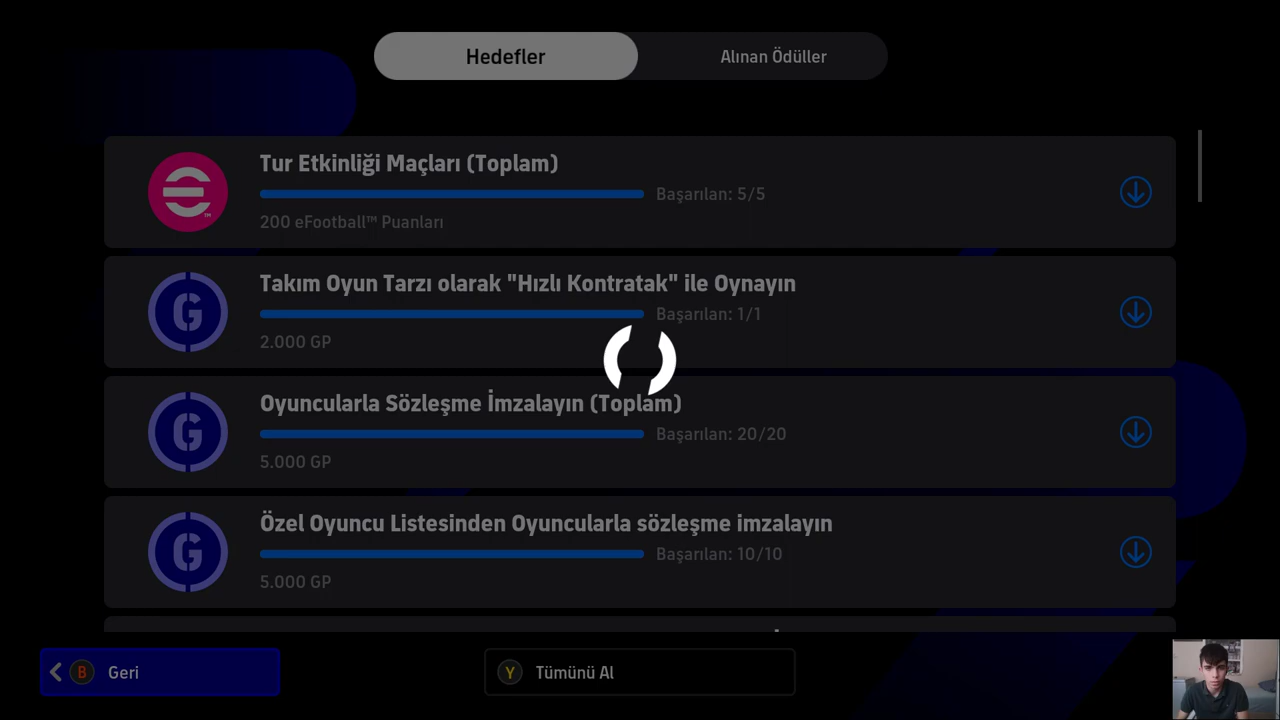 Hedefler
Alınan Ödüller
Tur Etkinliği Maçları (Toplam)
Başarılan: 5/5
200 eFootball™ Puanları
Takım Oyun Tarzı olarak "Hızlı Kontratak" ile Oynayın
Başarılan: 1/1
2.000 GP
Oyuncularla Sözleşme İmzalayın (Toplam)
Başarılan: 20/20
5.000 GP
Özel Oyuncu Listesinden Oyuncularla sözleşme imzalayın
Başarılan: 10/10
5.000 GP
B Geri
Y Tümünü Al